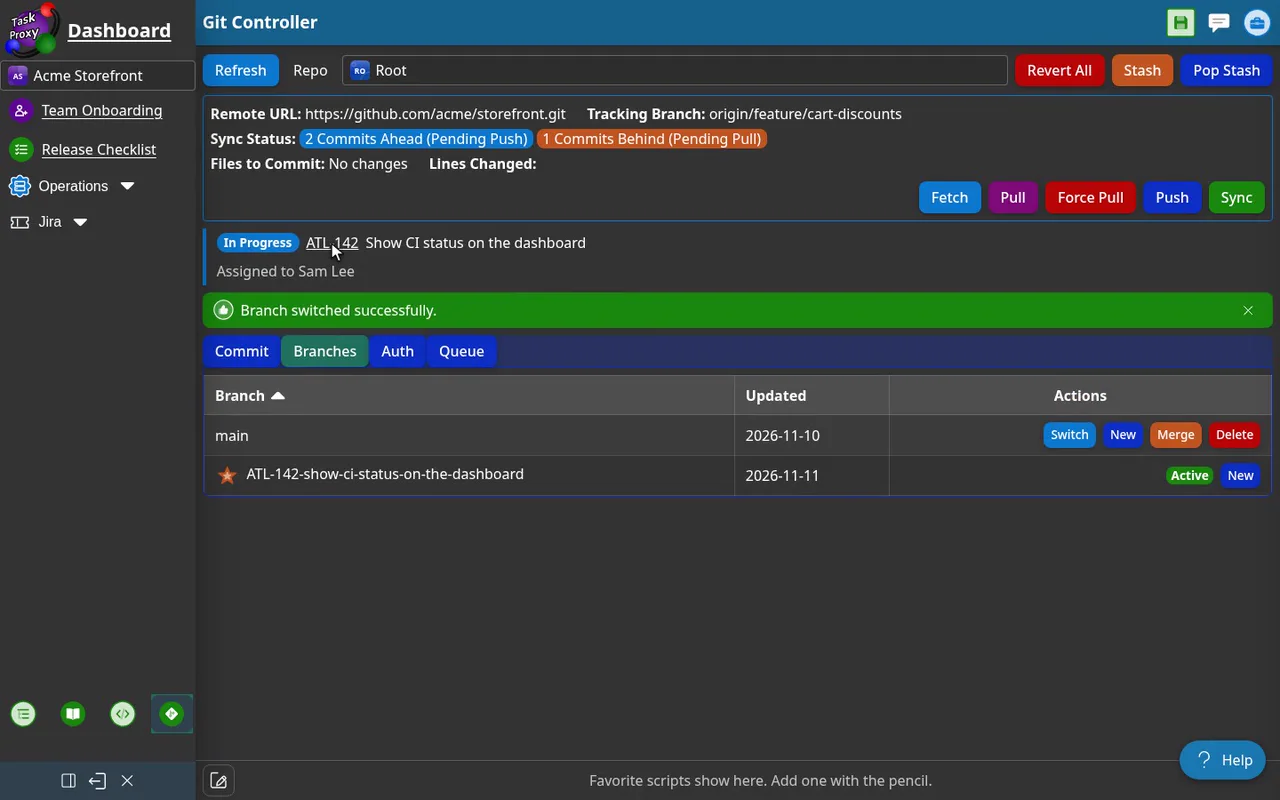 Task
Proxy
Dashboard
AS Acme Storefront
Team Onboarding
Release Checklist
Operations
Jira
Git Controller
Refresh Repo RO Root Revert All Stash Pop Stash
Remote URL: https://github.com/acme/storefront.git Tracking Branch: origin/feature/cart-discounts
Sync Status: 2 Commits Ahead (Pending Push) 1 Commits Behind (Pending Pull)
Files to Commit: No changes Lines Changed:
Fetch Pull Force Pull Push Sync
In Progress ATL-142 Show CI status on the dashboard
Assigned to Sam Lee
Branch switched successfully.
Commit Branches Auth Queue
Branch Updated Actions
main 2026-11-10 Switch New Merge Delete
ATL-142-show-ci-status-on-the-dashboard 2026-11-11 Active New
Favorite scripts show here. Add one with the pencil.
? Help